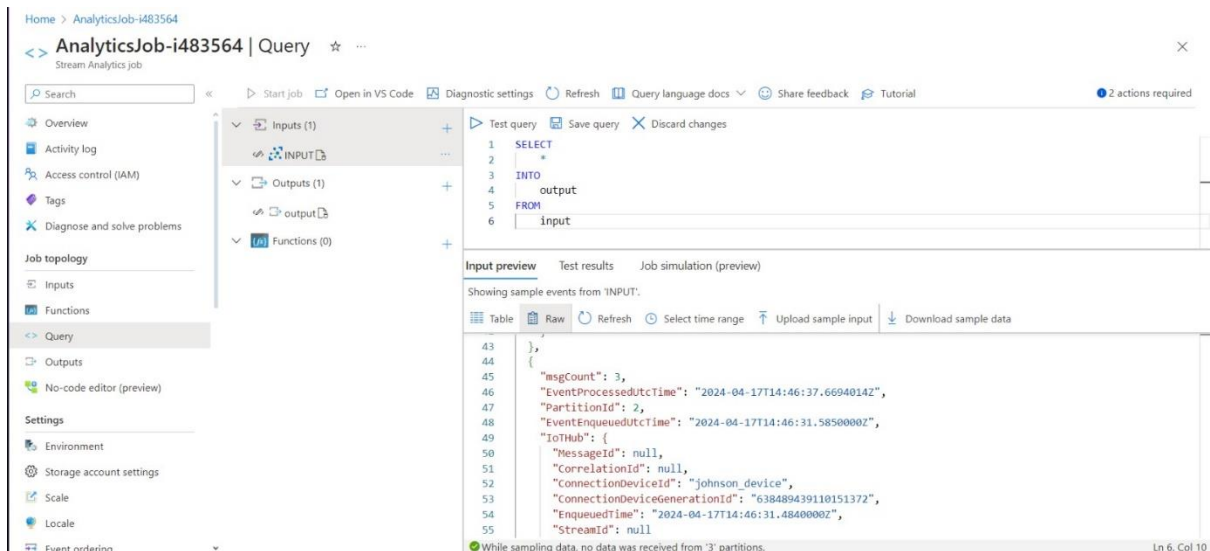 Home > AnalyticsJob-i483564
<> AnalyticsJob-i483564 | Query ☆ ...
Stream Analytics job
Search
Overview
Activity log
Access control (IAM)
Tags
Diagnose and solve problems
Job topology
Inputs
Functions
Query
Outputs
No-code editor (preview)
Settings
Environment
Storage account settings
Scale
Locale
Event ordering
Start job Open in VS Code Diagnostic settings Refresh Query language docs Share feedback Tutorial 2 actions required
Inputs (1)
INPUT
Outputs (1)
output
Functions (0)
Test query Save query Discard changes
1 SELECT
2 *
3 INTO
4 output
5 FROM
6 input
Input preview Test results Job simulation (preview)
Showing sample events from 'INPUT'.
Table Raw Refresh Select time range Upload sample input Download sample data
43 },
44 {
45 "msgCount": 3,
46 "EventProcessedUtcTime": "2024-04-17T14:46:37.6694014Z",
47 "PartitionId": 2,
48 "EventEnqueuedUtcTime": "2024-04-17T14:46:31.5850000Z",
49 "IoTHub": {
50 "MessageId": null,
51 "CorrelationId": null,
52 "ConnectionDeviceId": "johnson_device",
53 "ConnectionDeviceGenerationId": "638489439110151372",
54 "EnqueuedTime": "2024-04-17T14:46:31.4840000Z",
55 "StreamId": null
While sampling data, no data was received from '3' partitions. Ln 6, Col 10